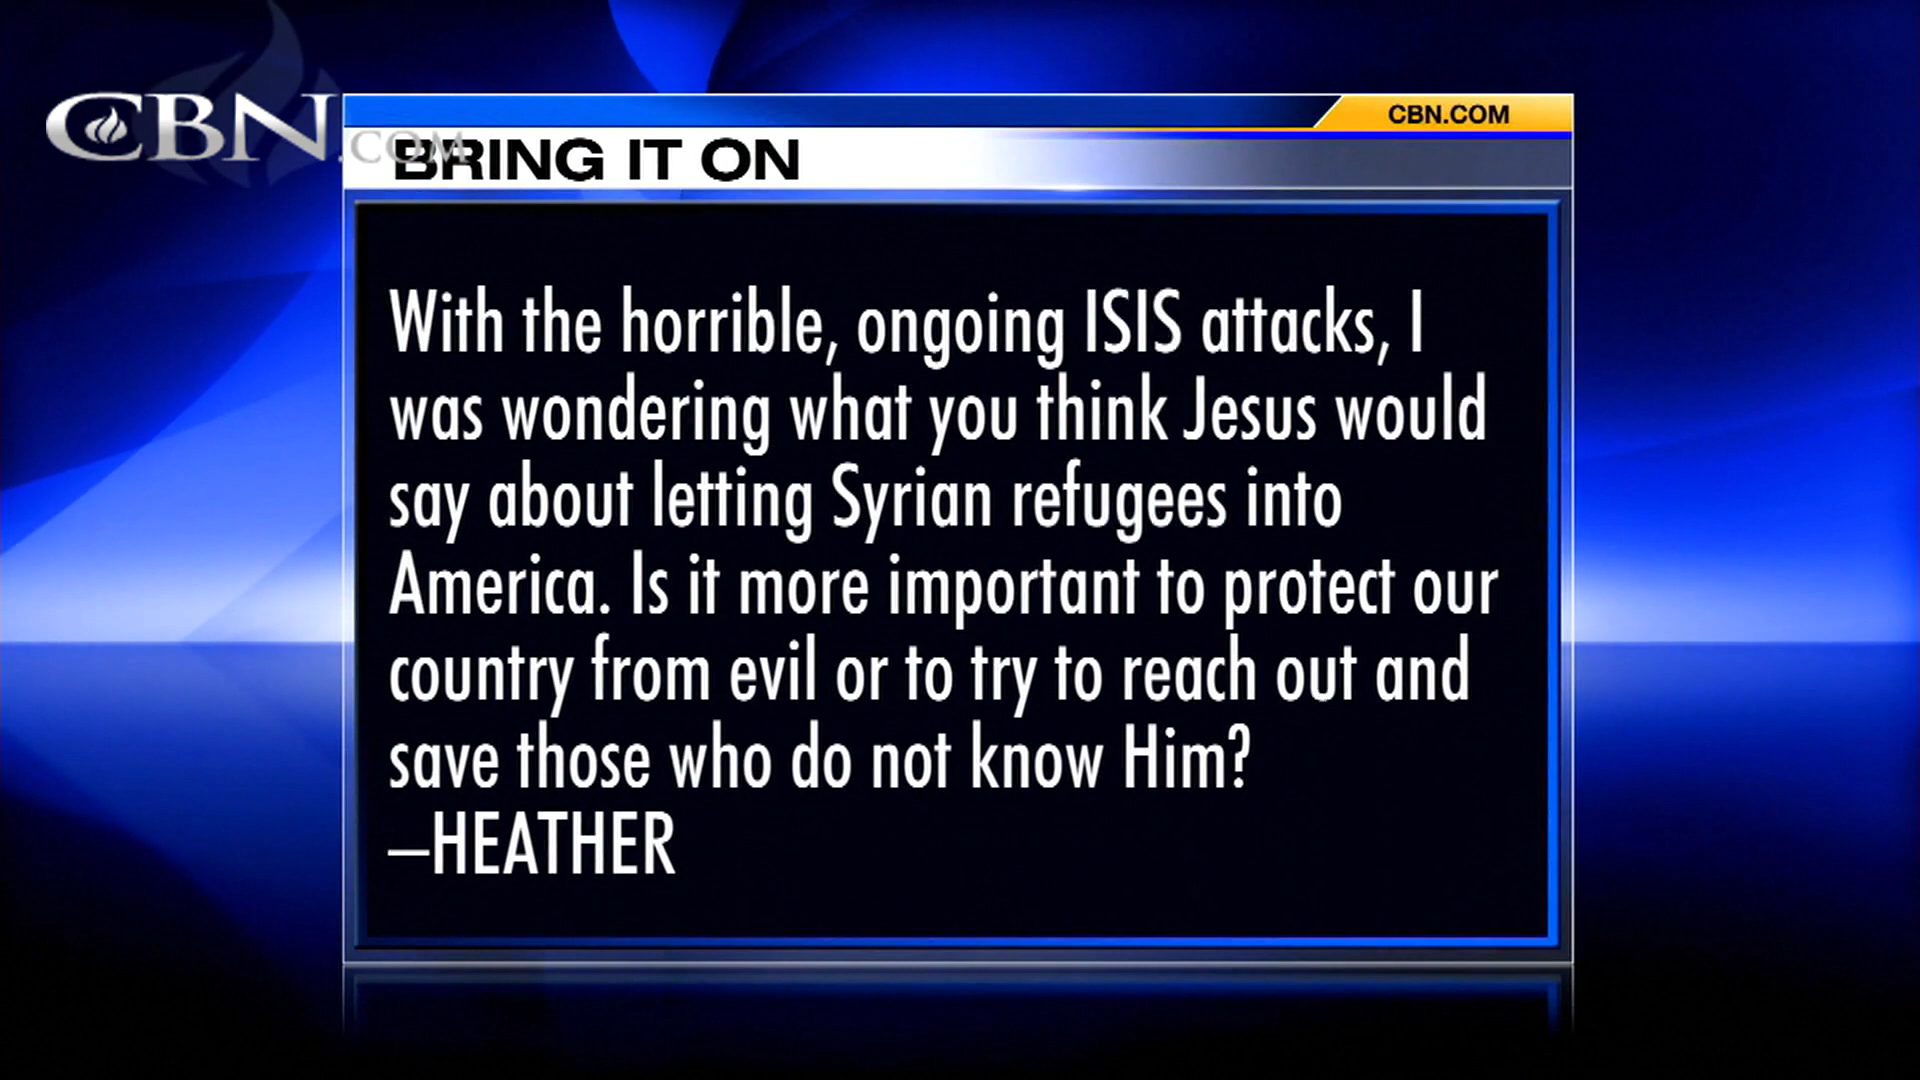 CBN.COM
CBN.COM
BRING IT ON
With the horrible, ongoing ISIS attacks, I
was wondering what you think Jesus would
say about letting Syrian refugees into
America. Is it more important to protect our
country from evil or to try to reach out and
save those who do not know Him?
–HEATHER